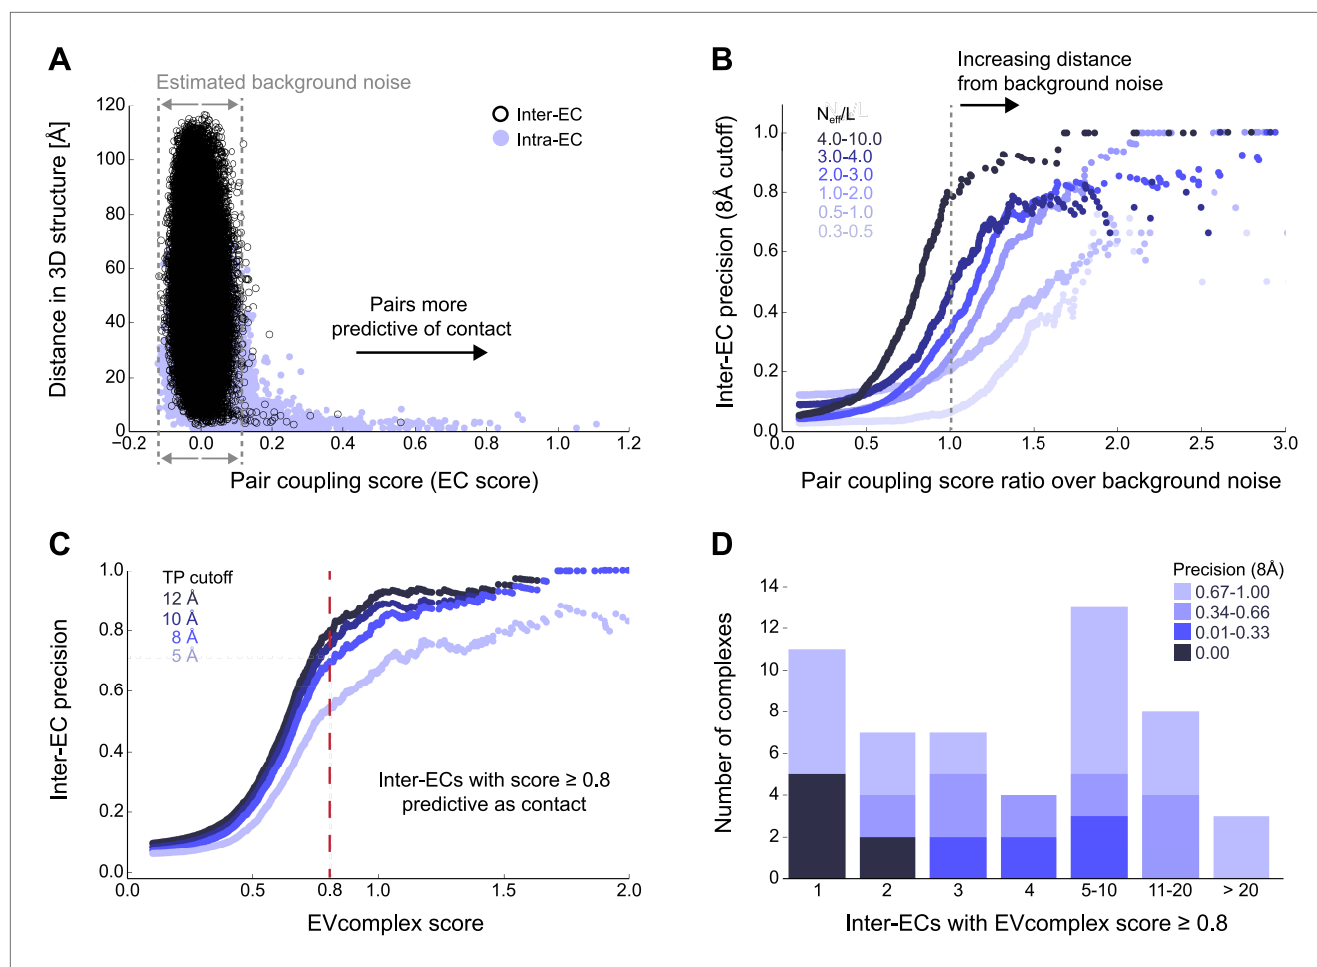 A
Estimated background noise
Distance in 3D structure [Å]
120
100
80
60
40
20
0
−0.2
0.0
0.2
0.4
0.6
0.8
1.0
1.2
Inter-EC
Intra-EC
Pairs more
predictive of contact
Pair coupling score (EC score)
B
Increasing distance
from background noise
Inter-EC precision (8Å cutoff)
Neff/L
4.0-10.0
3.0-4.0
2.0-3.0
1.0-2.0
0.5-1.0
0.3-0.5
1.0
0.8
0.6
0.4
0.2
0.0
0.5
1.0
1.5
2.0
2.5
3.0
Pair coupling score ratio over background noise
C
Inter-EC precision
TP cutoff
12 Å
10 Å
8 Å
5 Å
1.0
0.8
0.6
0.4
0.2
0.0
0.0
0.5
0.8
1.0
1.5
2.0
Inter-ECs with score ≥ 0.8
predictive as contact
EVcomplex score
D
Number of complexes
Precision (8Å)
0.67-1.00
0.34-0.66
0.01-0.33
0.00
14
12
10
8
6
4
2
0
1
2
3
4
5-10
11-20
> 20
Inter-ECs with EVcomplex score ≥ 0.8